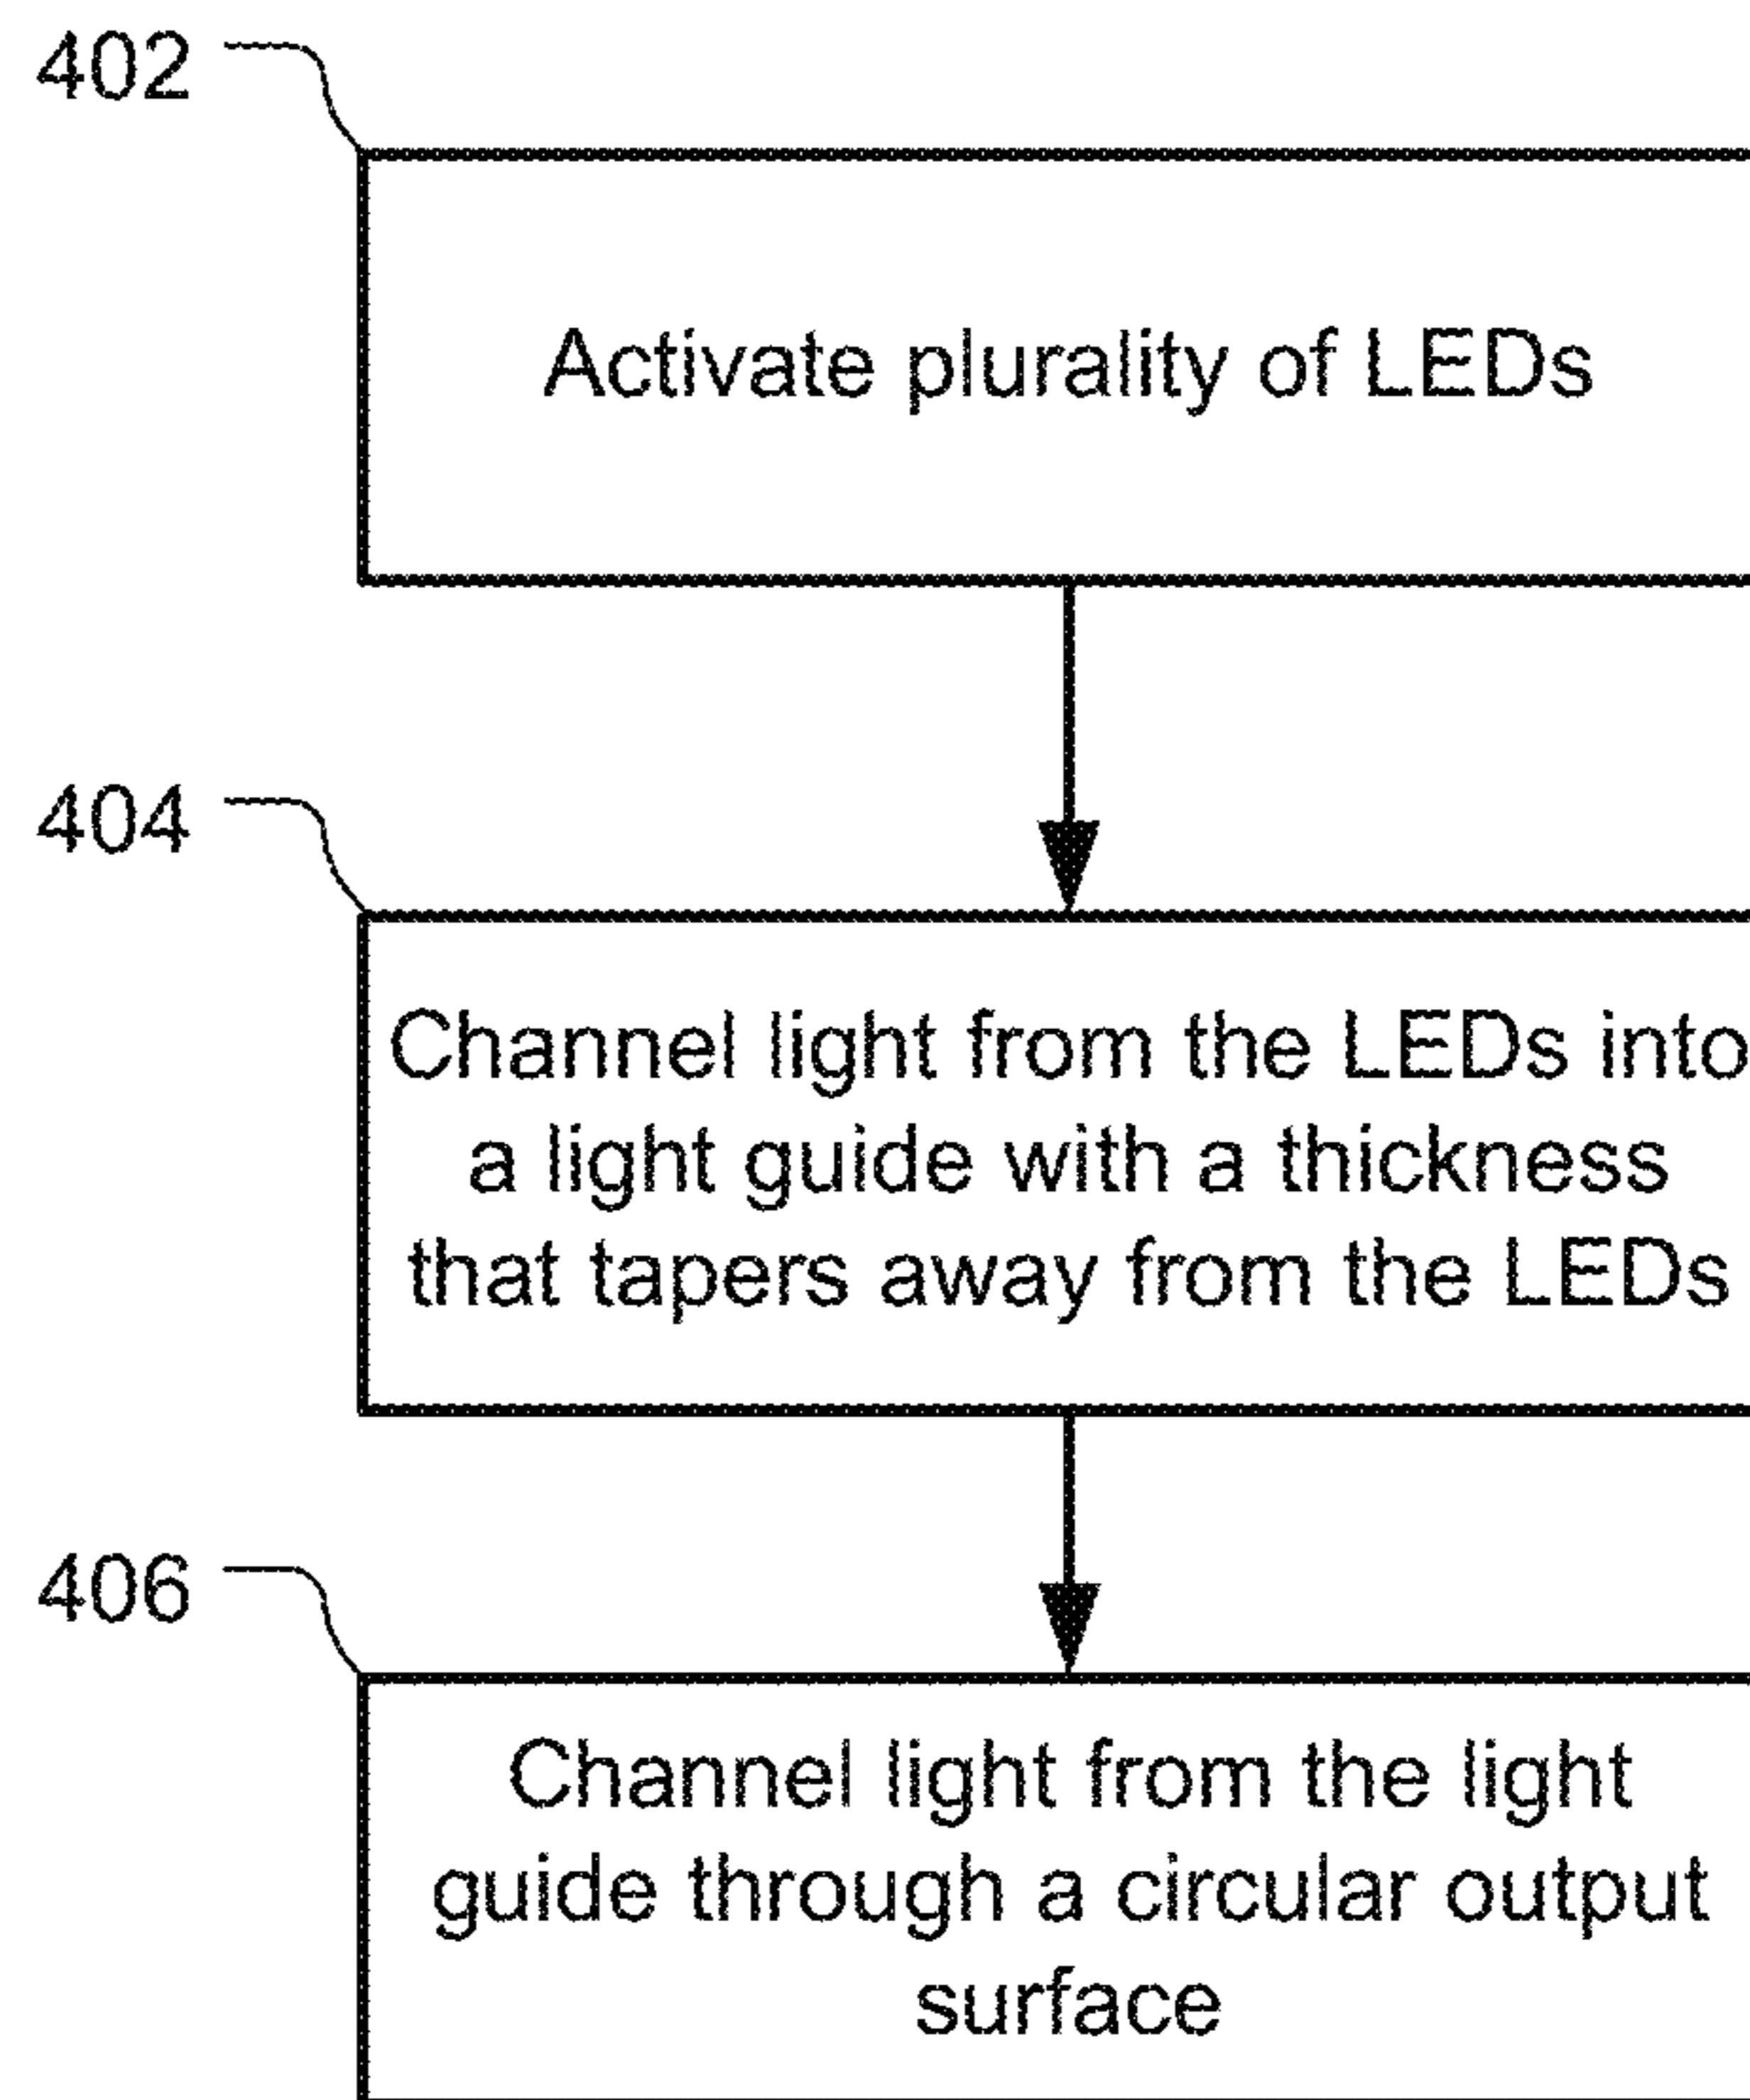 402
Activate plurality of LEDs
404
Channel light from the LEDs into
a light guide with a thickness
that tapers away from the LEDs
406
Channel light from the light
guide through a circular output
surface